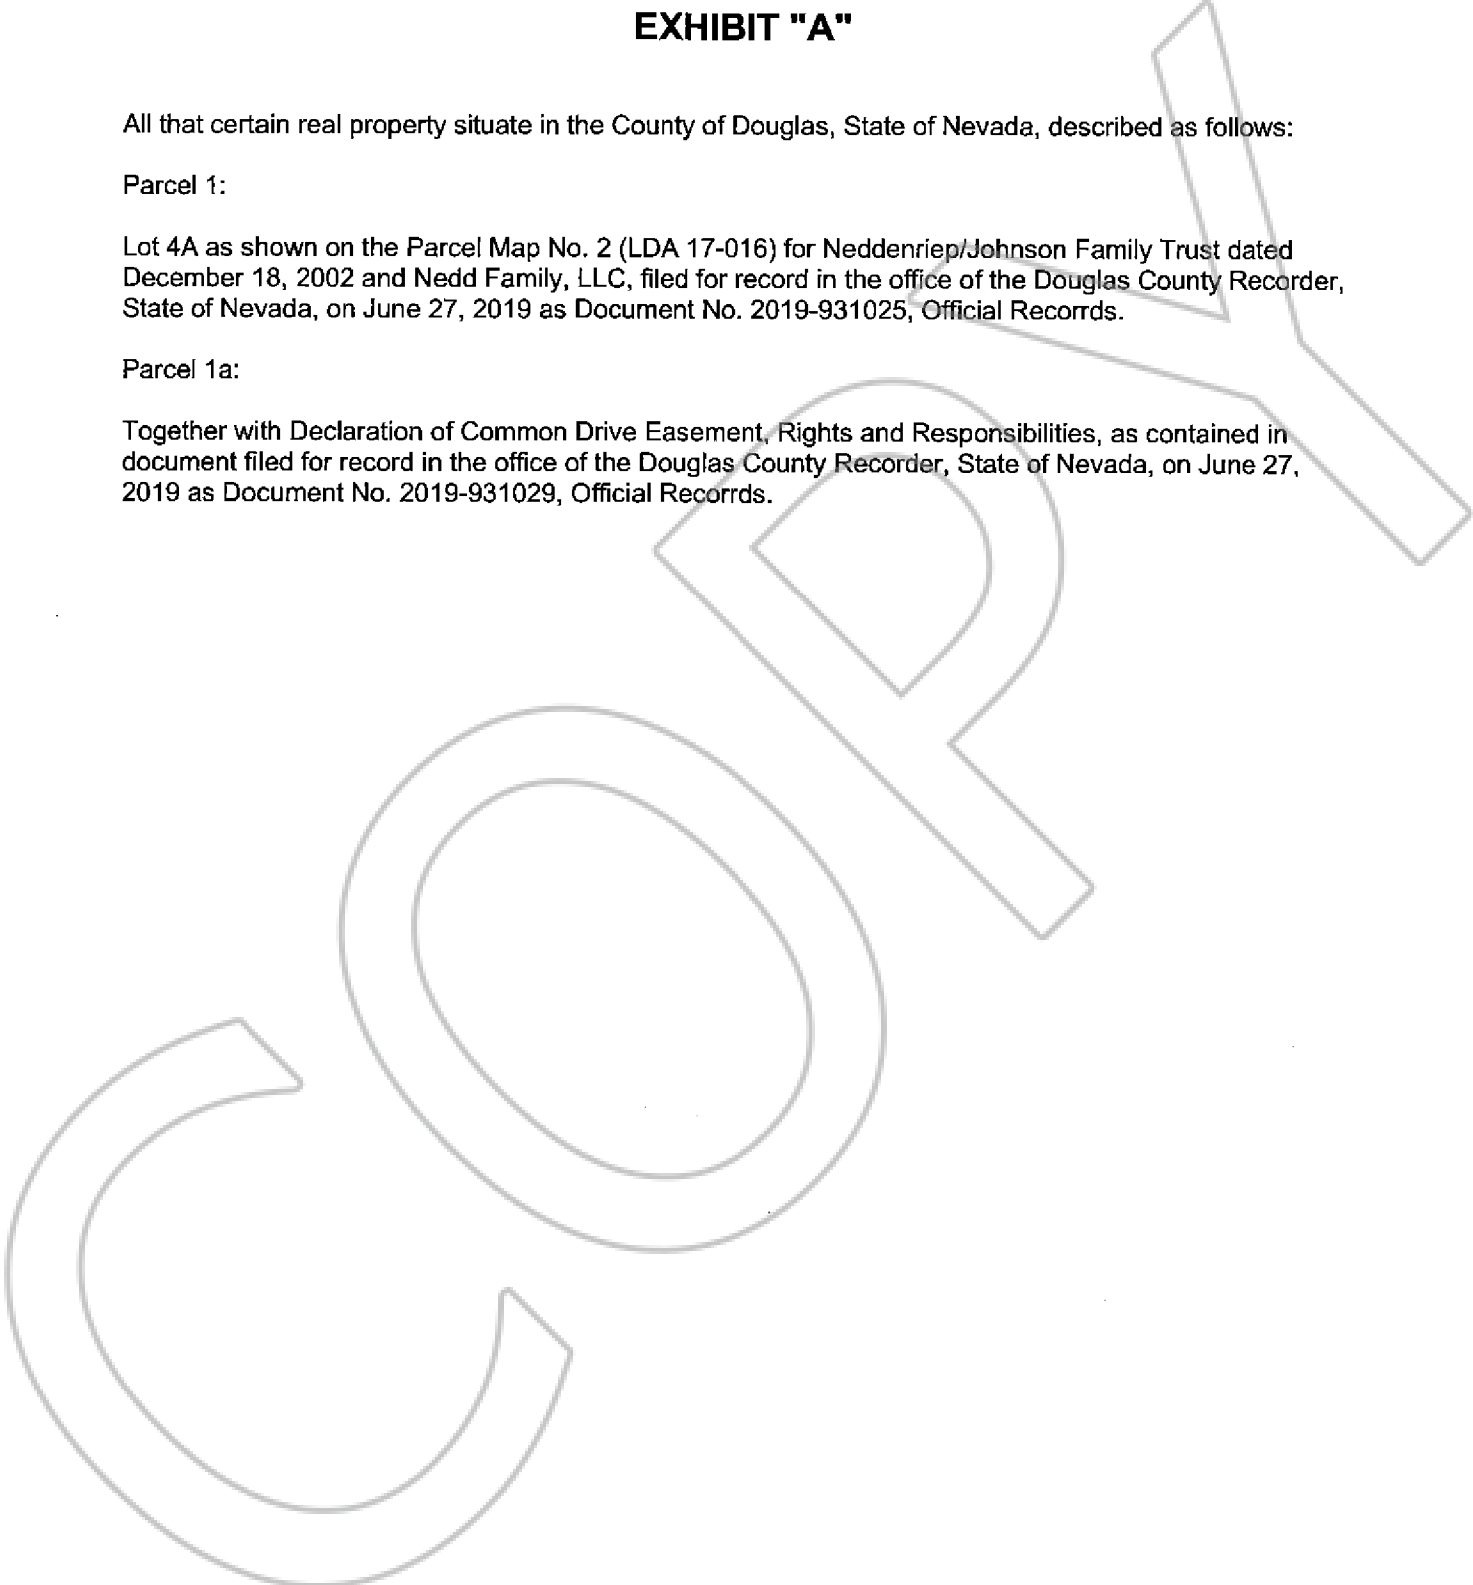 EXHIBIT "A"
All that certain real property situate in the County of Douglas, State of Nevada, described as follows:
Parcel 1:
Lot 4A as shown on the Parcel Map No. 2 (LDA 17-016) for Neddenriep/Johnson Family Trust dated
December 18, 2002 and Nedd Family, LLC, filed for record in the office of the Douglas County Recorder,
State of Nevada, on June 27, 2019 as Document No. 2019-931025, Official Recorrds.
Parcel 1a:
Together with Declaration of Common Drive Easement, Rights and Responsibilities, as contained in
document filed for record in the office of the Douglas County Recorder, State of Nevada, on June 27,
2019 as Document No. 2019-931029, Official Recorrds.
COPY